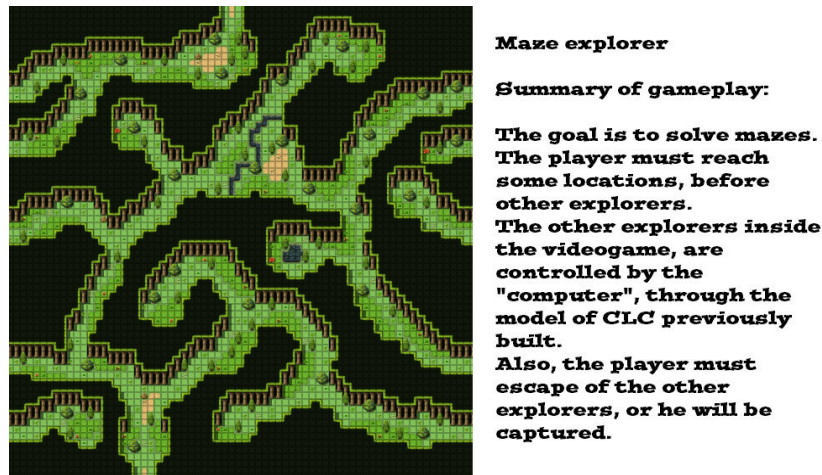 Maze explorer
Summary of gameplay:
The goal is to solve mazes.
The player must reach
some locations, before
other explorers.
The other explorers inside
the videogame, are
controlled by the
"computer", through the
model of CLC previously
built.
Also, the player must
escape of the other
explorers, or he will be
captured.